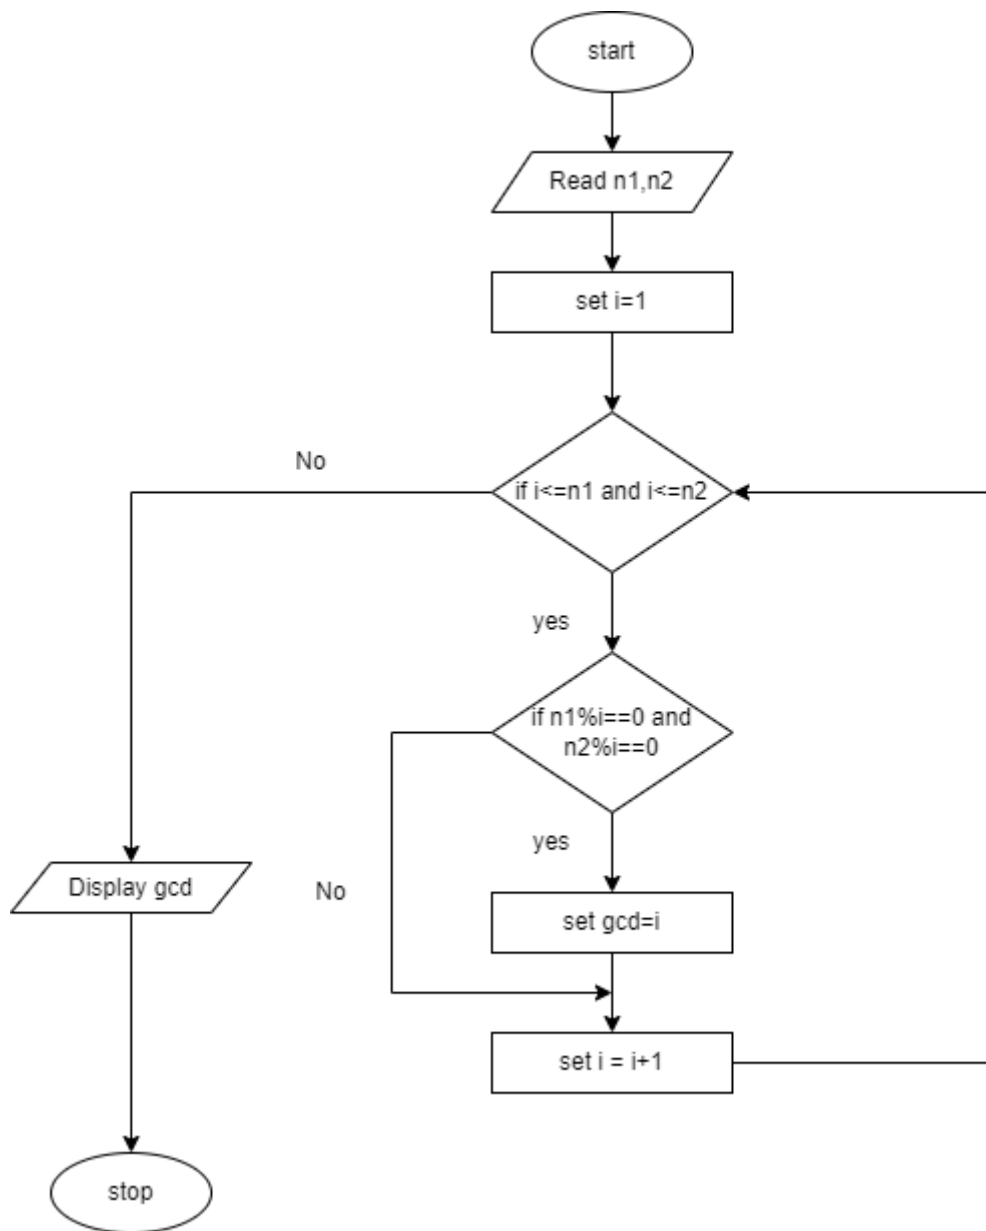 start
Read n1,n2
set i=1
No
if i<=n1 and i<=n2
yes
if n1%i==0 and
n2%i==0
yes
Display gcd
No
set gcd=i
set i = i+1
stop